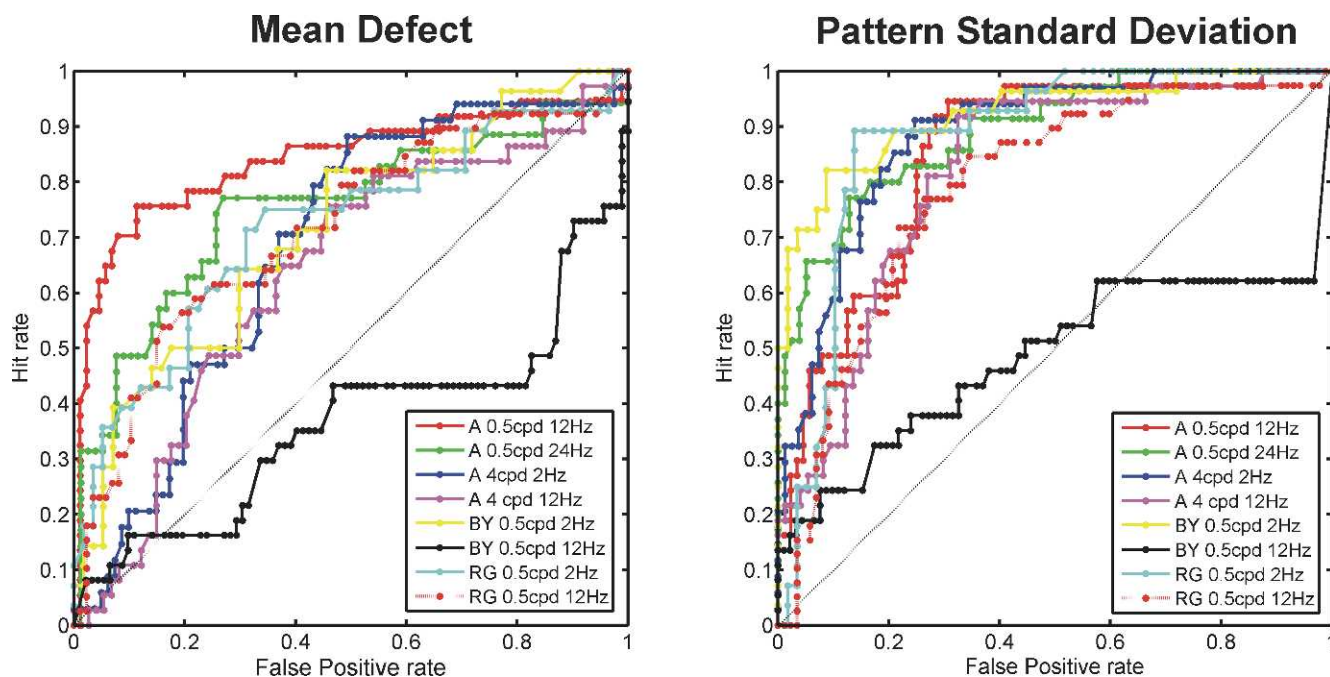 Mean Defect
1
0.9
0.8
0.7
0.6
0.5
0.4
0.3
0.2
0.1
0
Hit rate
0
0.2
0.4
0.6
0.8
1
False Positive rate
A 0.5cpd 12Hz
A 0.5cpd 24Hz
A 4cpd 2Hz
A 4 cpd 12Hz
BY 0.5cpd 2Hz
BY 0.5cpd 12Hz
RG 0.5cpd 2Hz
RG 0.5cpd 12Hz
Pattern Standard Deviation
1
0.9
0.8
0.7
0.6
0.5
0.4
0.3
0.2
0.1
0
Hit rate
0
0.2
0.4
0.6
0.8
1
False Positive rate
A 0.5cpd 12Hz
A 0.5cpd 24Hz
A 4cpd 2Hz
A 4 cpd 12Hz
BY 0.5cpd 2Hz
BY 0.5cpd 12Hz
RG 0.5cpd 2Hz
RG 0.5cpd 12Hz